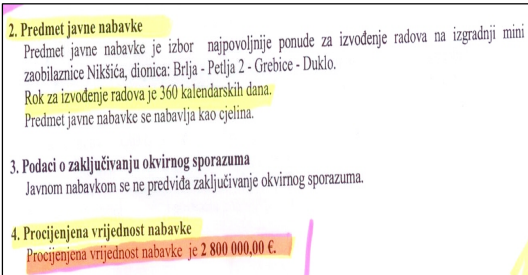 2. Predmet javne nabavke
Predmet javne nabavke je izbor najpovoljnije ponude za izvođenje radova na izgradnji mini
zaobilaznice Nikšića, dionica: Brlja - Petlja 2 - Grebice - Duklo.
Rok za izvođenje radova je 360 kalendarskih dana.
Predmet javne nabavke se nabavlja kao cjelina.
3. Podaci o zaključivanju okvirnog sporazuma
Javnom nabavkom se ne predviđa zaključivanje okvirnog sporazuma.
4. Procijenjena vrijednost nabavke
Procijenjena vrijednost nabavke je 2 800 000,00 €.